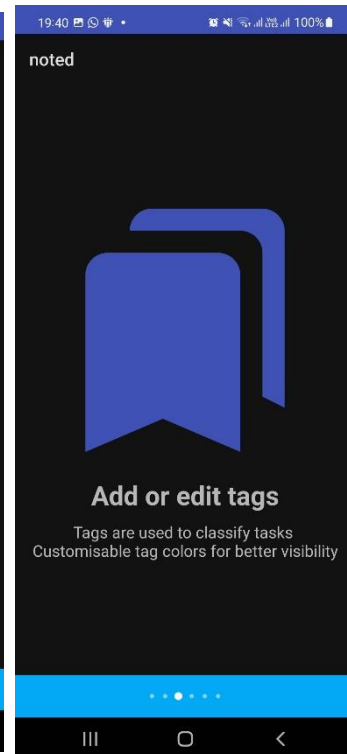 19:40
100%
noted
Add or edit tags
Tags are used to classify tasks
Customisable tag colors for better visibility